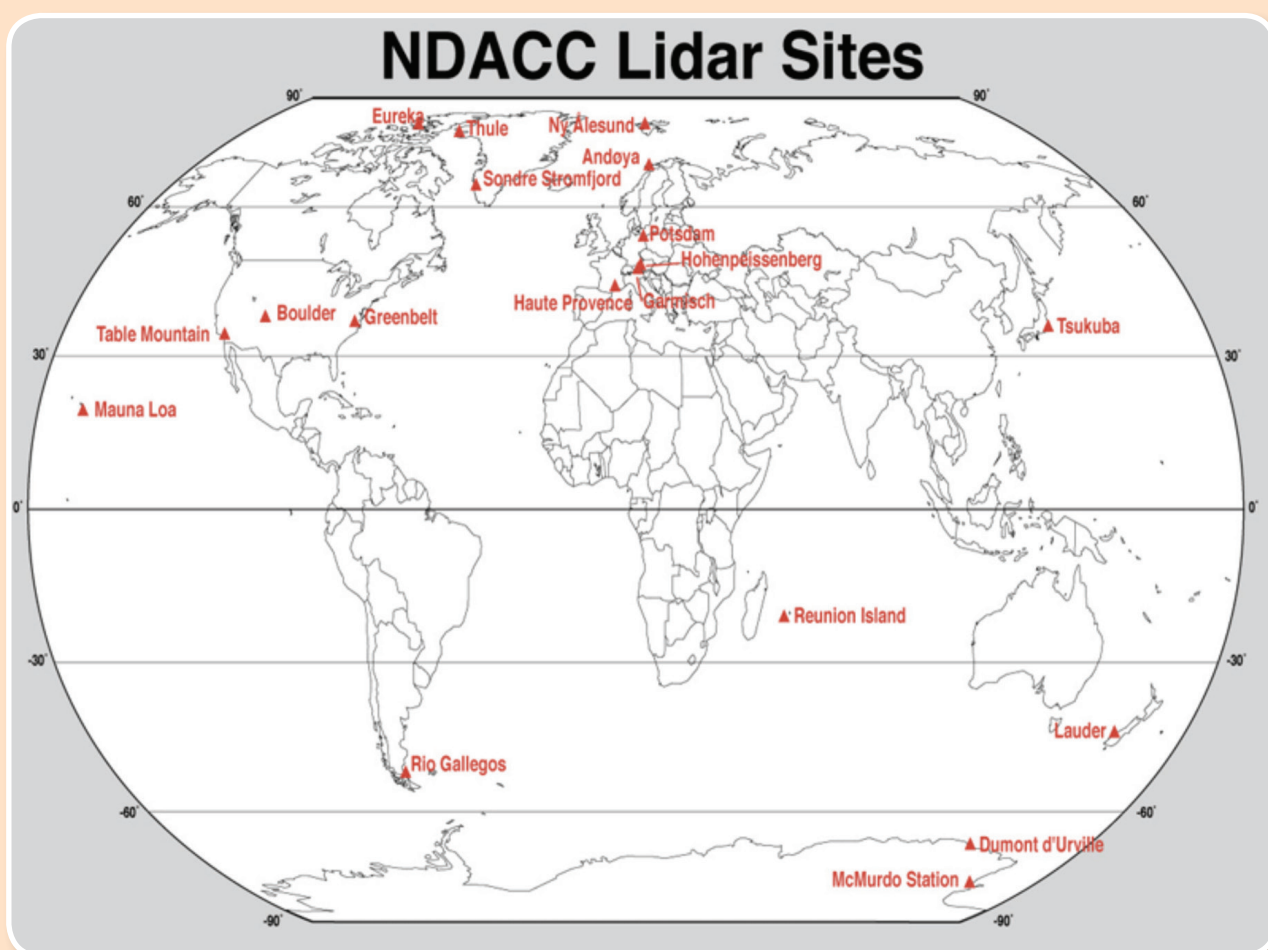 NDACC Lidar Sites
90° 90°
Eureka
Thule
Ny Alesund
Andøya
Sondre Stromfjord
60° 60°
Potsdam
Hohenpeissenberg
Haute Provence
Garmisch
Boulder
Greenbelt
Table Mountain
Tsukuba
30° 30°
Mauna Loa
0° 0°
Reunion Island
-30° -30°
Lauder
Rio Gallegos
-60° -60°
Dumont d'Urville
McMurdo Station
-90° -90°